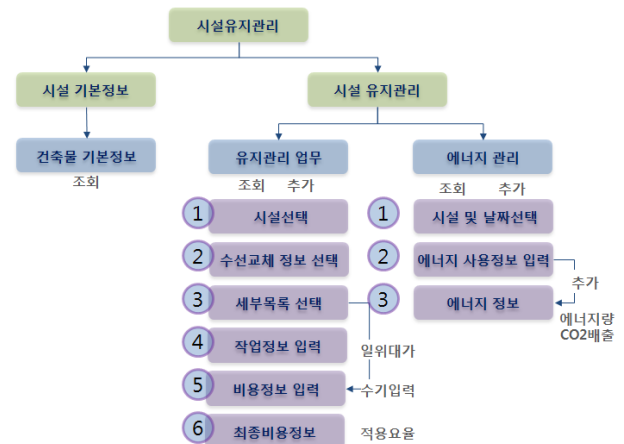 시설유지관리
시설 기본정보
시설 유지관리
건축물 기본정보
유지관리 업무
에너지 관리
조회
조회 추가
조회 추가
1 시설선택
1 시설 및 날짜선택
2 수선교체 정보 선택
2 에너지 사용정보 입력
추가
3 세부목록 선택
3 에너지 정보
에너지량
CO2배출
4 작업정보 입력
일위대가
5 비용정보 입력
수기입력
6 최종비용정보
적용요율